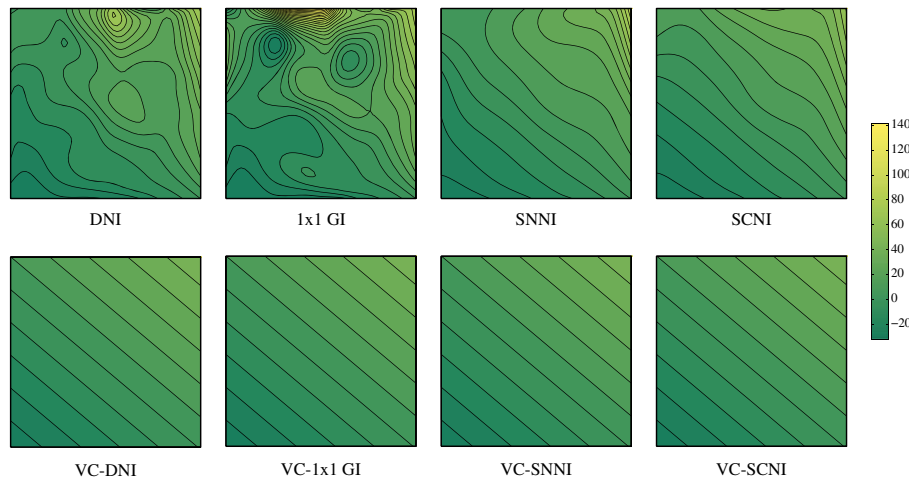 DNI
1x1 GI
SNNI
SCNI
140
120
100
80
60
40
20
0
−20
VC-DNI
VC-1x1 GI
VC-SNNI
VC-SCNI